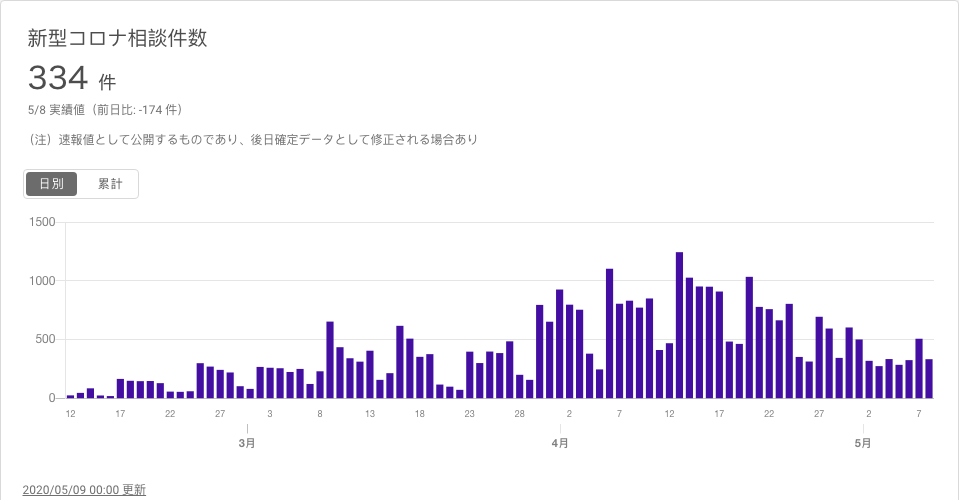 新型コロナ相談件数
334 件
5/8 実績値（前日比: -174 件）
（注）速報値として公開するものであり、後日確定データとして修正される場合あり
日別 累計
1500
1000
500
0
12 17 22 27 3 8 13 18 23 28 2 7 12 17 22 27 2 7
3月 4月 5月
2020/05/09 00:00 更新